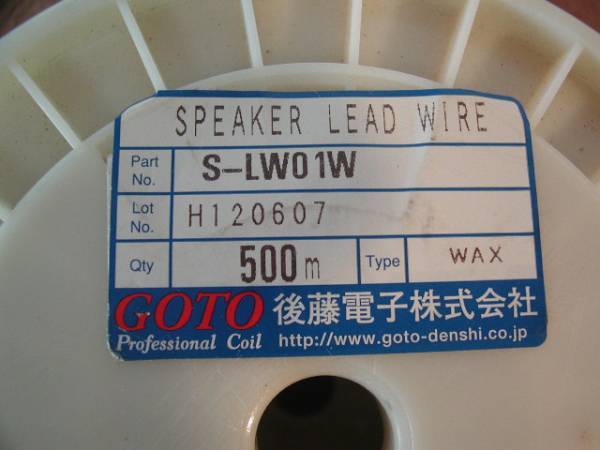 SPEAKER LEAD WIRE
Part No. S-LW01W
Lot No. H120607
Qty 500m Type WAX
GOTO 後藤電子株式会社
Professional Coil http://www.goto-denshi.co.jp